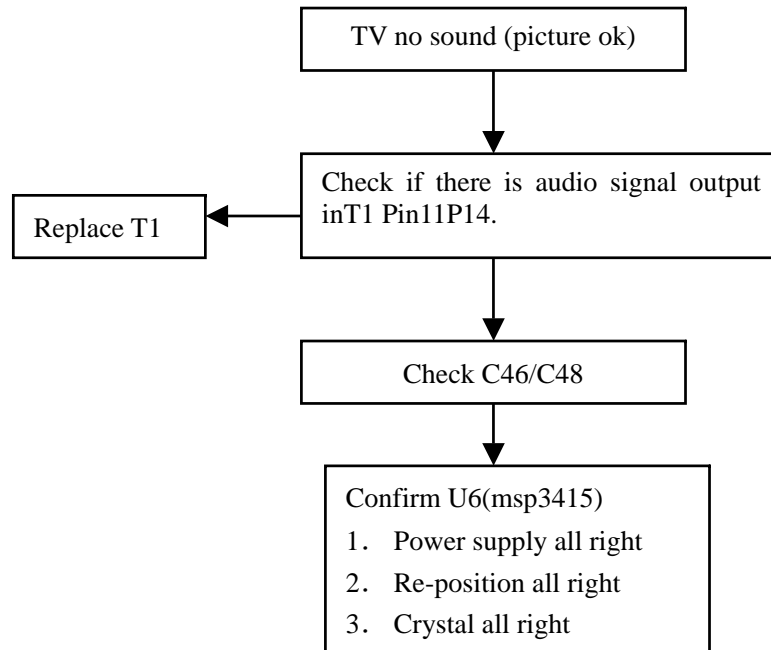 TV no sound (picture ok)
Check if there is audio signal output
inT1 Pin11P14.
Replace T1
Check C46/C48
Confirm U6(msp3415)
1. Power supply all right
2. Re-position all right
3. Crystal all right